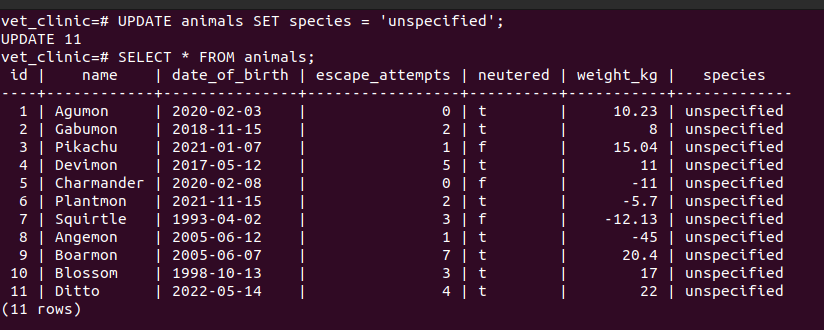 vet_clinic=# UPDATE animals SET species = 'unspecified';
UPDATE 11
vet_clinic=# SELECT * FROM animals;
 id |    name    | date_of_birth | escape_attempts | neutered | weight_kg |   species
----+------------+---------------+-----------------+----------+-----------+-------------
  1 | Agumon     | 2020-02-03    |               0 | t        |     10.23 | unspecified
  2 | Gabumon    | 2018-11-15    |               2 | t        |         8 | unspecified
  3 | Pikachu    | 2021-01-07    |               1 | f        |     15.04 | unspecified
  4 | Devimon    | 2017-05-12    |               5 | t        |        11 | unspecified
  5 | Charmander | 2020-02-08    |               0 | f        |       -11 | unspecified
  6 | Plantmon   | 2021-11-15    |               2 | t        |      -5.7 | unspecified
  7 | Squirtle   | 1993-04-02    |               3 | f        |    -12.13 | unspecified
  8 | Angemon    | 2005-06-12    |               1 | t        |       -45 | unspecified
  9 | Boarmon    | 2005-06-07    |               7 | t        |      20.4 | unspecified
 10 | Blossom    | 1998-10-13    |               3 | t        |        17 | unspecified
 11 | Ditto      | 2022-05-14    |               4 | t        |        22 | unspecified
(11 rows)